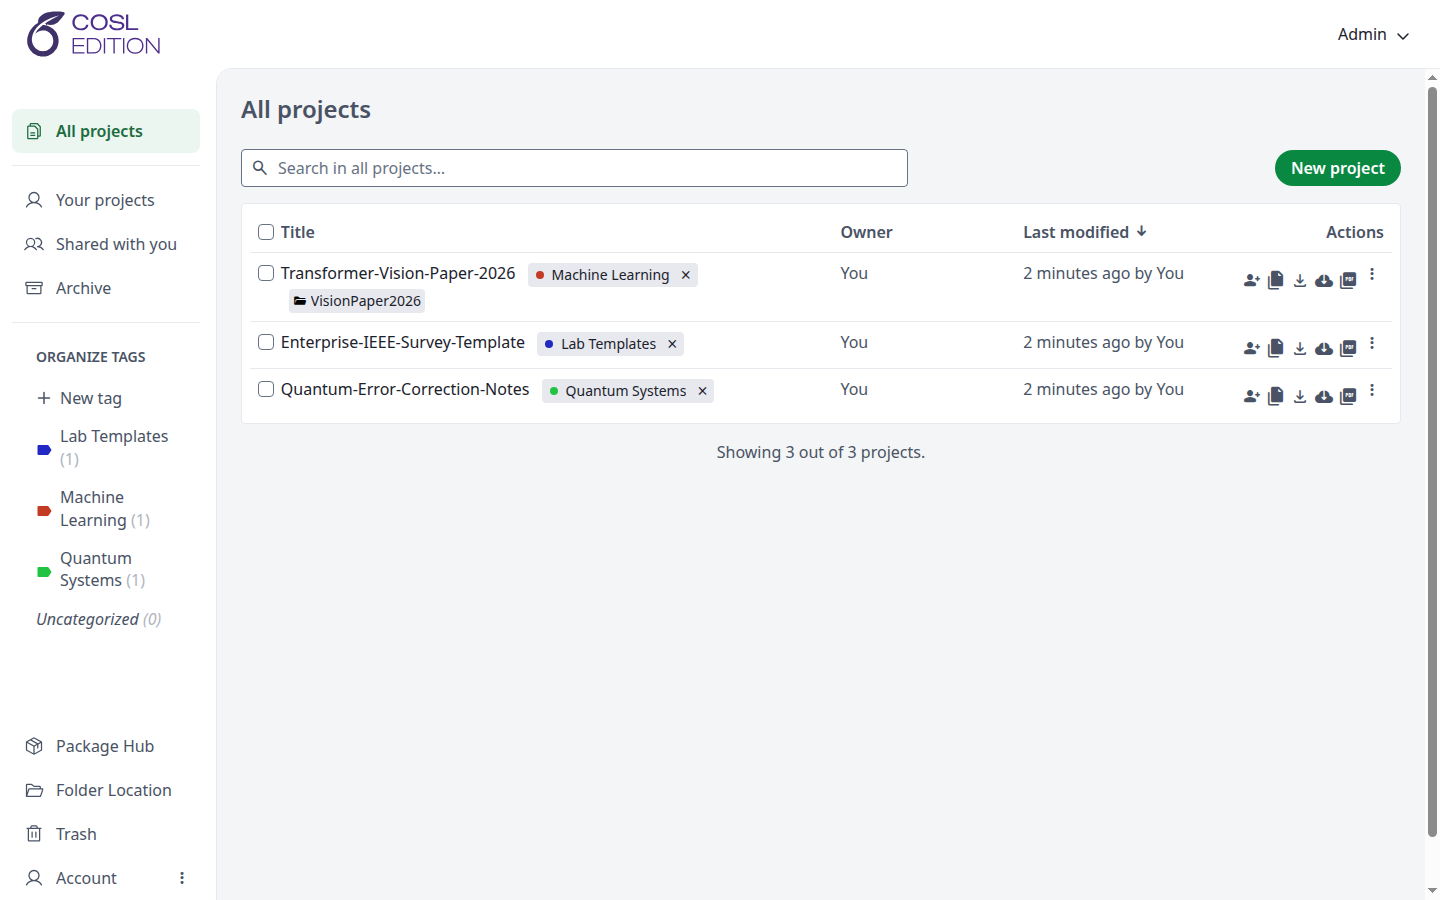 COSL
EDITION
Admin
All projects
Your projects
Shared with you
Archive
ORGANIZE TAGS
New tag
Lab Templates
(1)
Machine
Learning (1)
Quantum
Systems (1)
Uncategorized (0)
Package Hub
Folder Location
Trash
Account
All projects
Search in all projects...
New project
Title Owner Last modified Actions
Transformer-Vision-Paper-2026 Machine Learning × You 2 minutes ago by You
VisionPaper2026
Enterprise-IEEE-Survey-Template Lab Templates × You 2 minutes ago by You
Quantum-Error-Correction-Notes Quantum Systems × You 2 minutes ago by You
Showing 3 out of 3 projects.